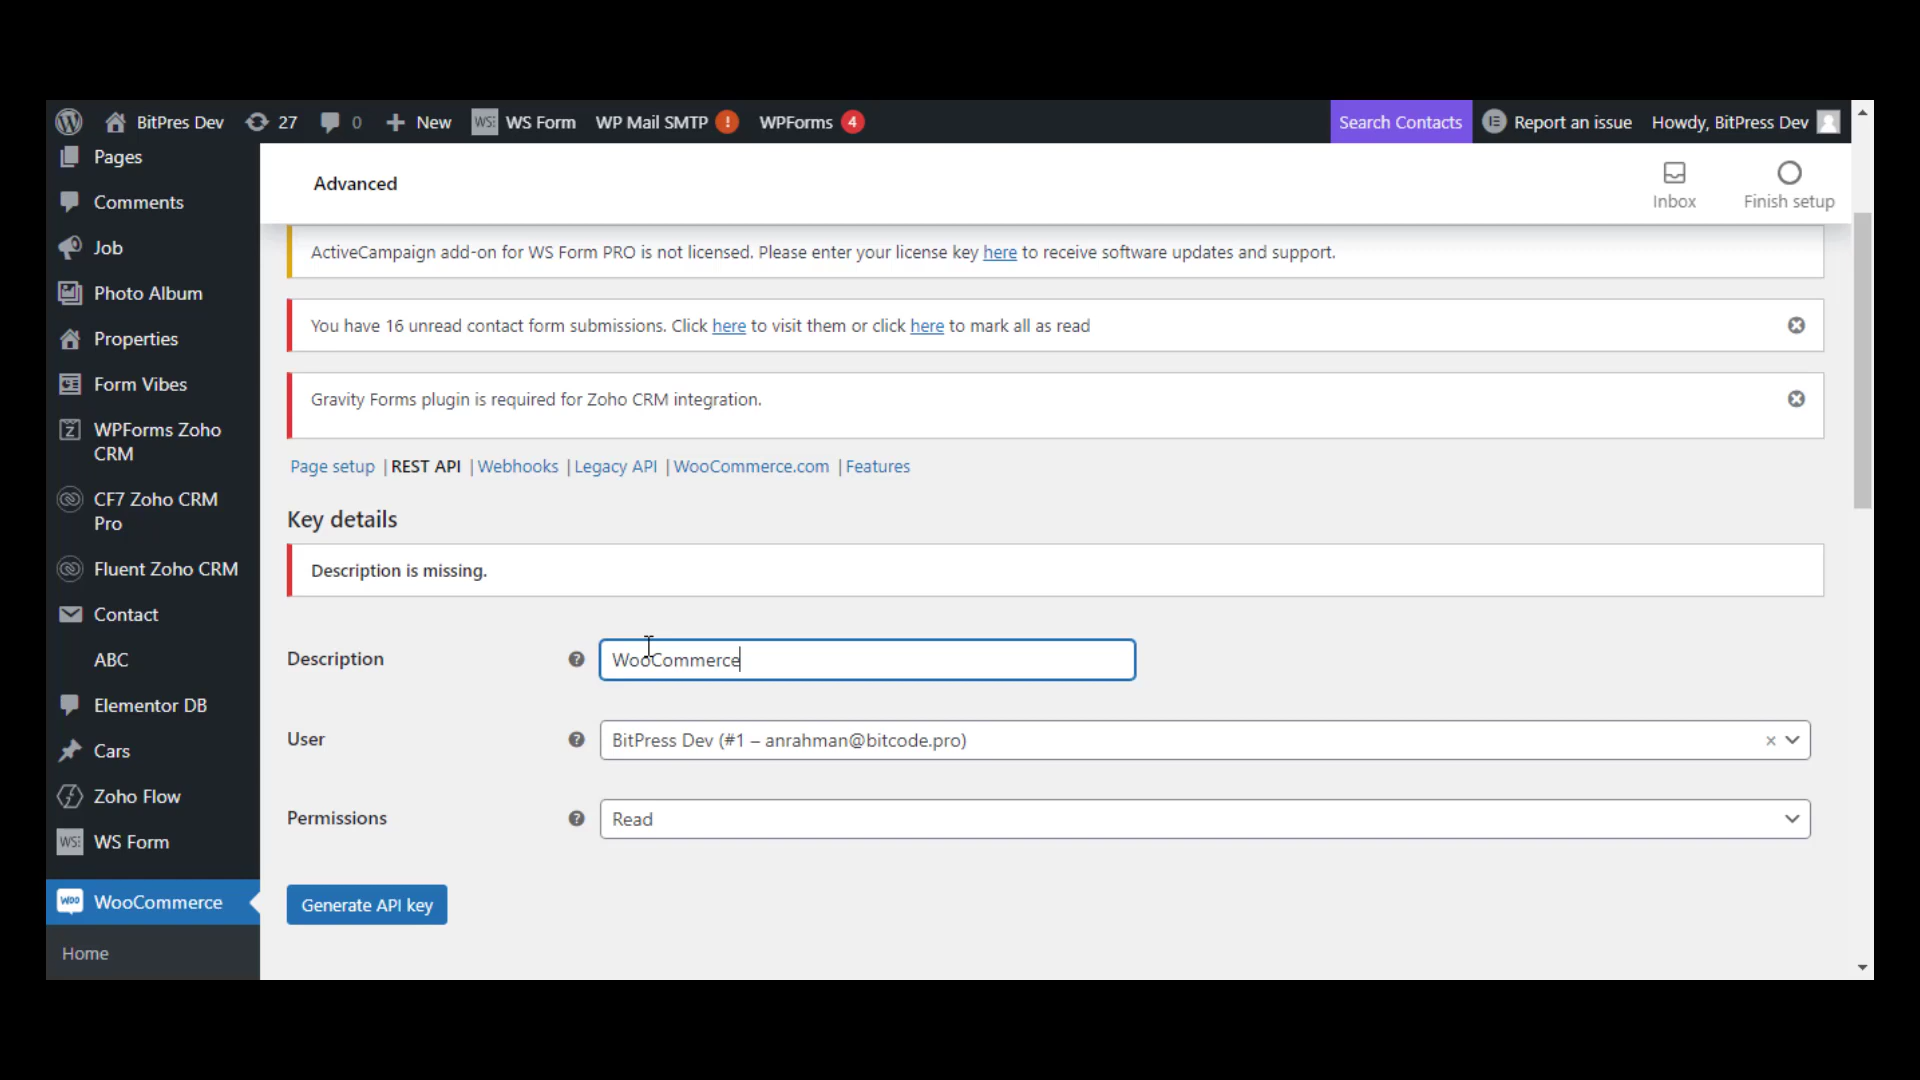 BitPres Dev 27 0 New WS Form WP Mail SMTP ! WPForms 4 Search Contacts Report an issue Howdy, BitPress Dev
Pages
Comments
Job
Photo Album
Properties
Form Vibes
WPForms Zoho
CRM
CF7 Zoho CRM
Pro
Fluent Zoho CRM
Contact
ABC
Elementor DB
Cars
Zoho Flow
WS Form
WooCommerce
Home
Advanced
Inbox
Finish setup
ActiveCampaign add-on for WS Form PRO is not licensed. Please enter your license key here to receive software updates and support.
You have 16 unread contact form submissions. Click here to visit them or click here to mark all as read
Gravity Forms plugin is required for Zoho CRM integration.
Page setup | REST API | Webhooks | Legacy API | WooCommerce.com | Features
Key details
Description is missing.
Description ? WooCommerce
User ? BitPress Dev (#1 – anrahman@bitcode.pro) ×
Permissions ? Read
Generate API key